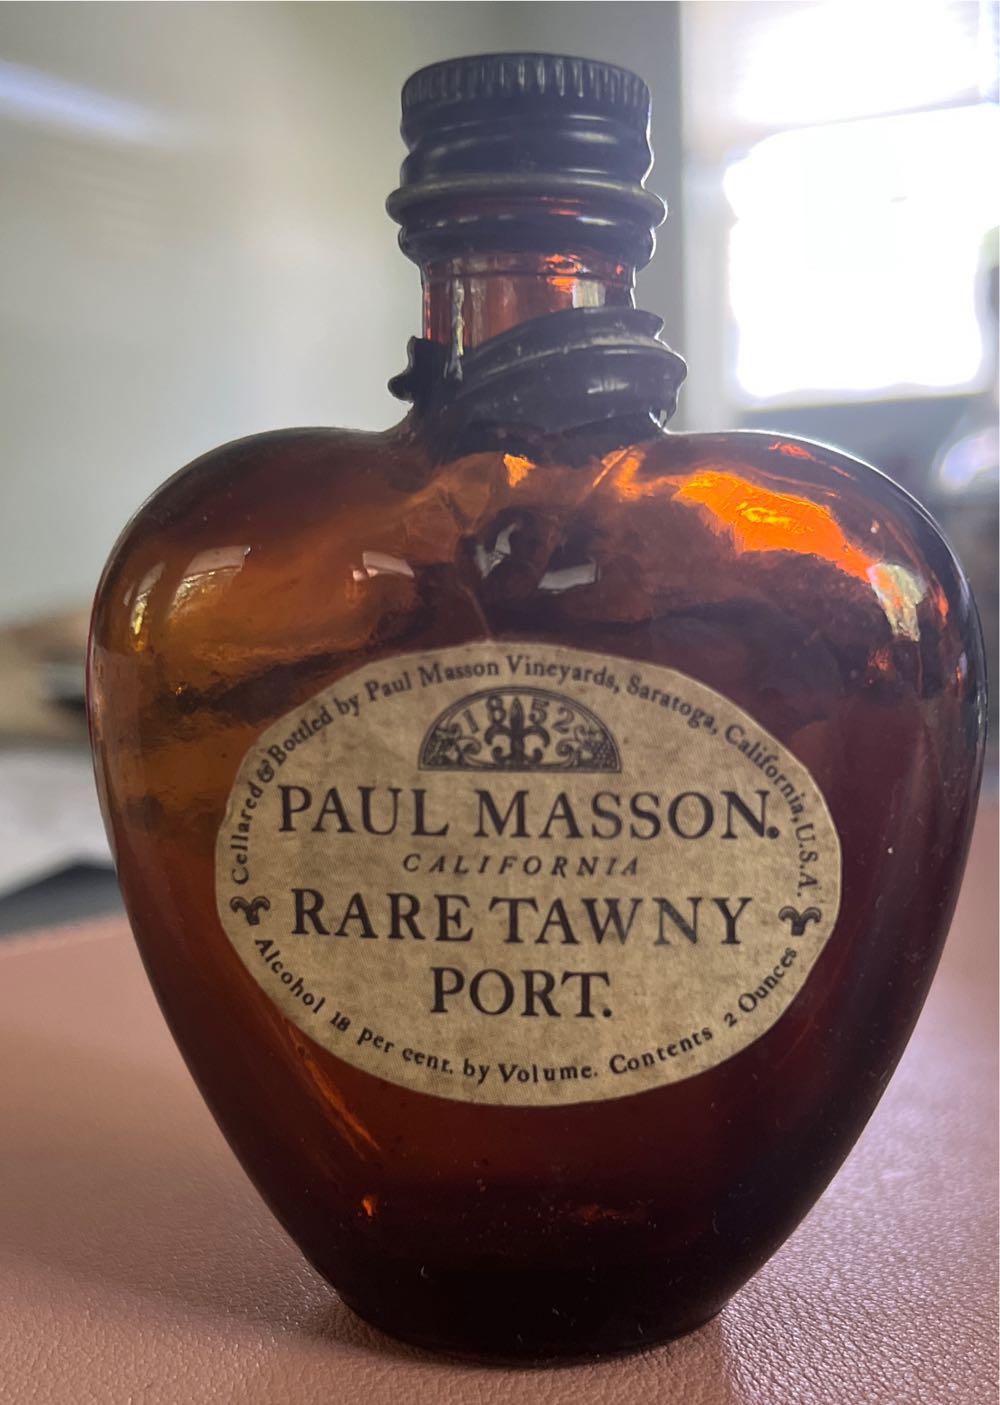 Cellared & Bottled by Paul Masson Vineyards, Saratoga, California, U.S.A.
1852
PAUL MASSON.
CALIFORNIA
RARE TAWNY
PORT.
Alcohol 18 per cent. by Volume. Contents 2 Ounces